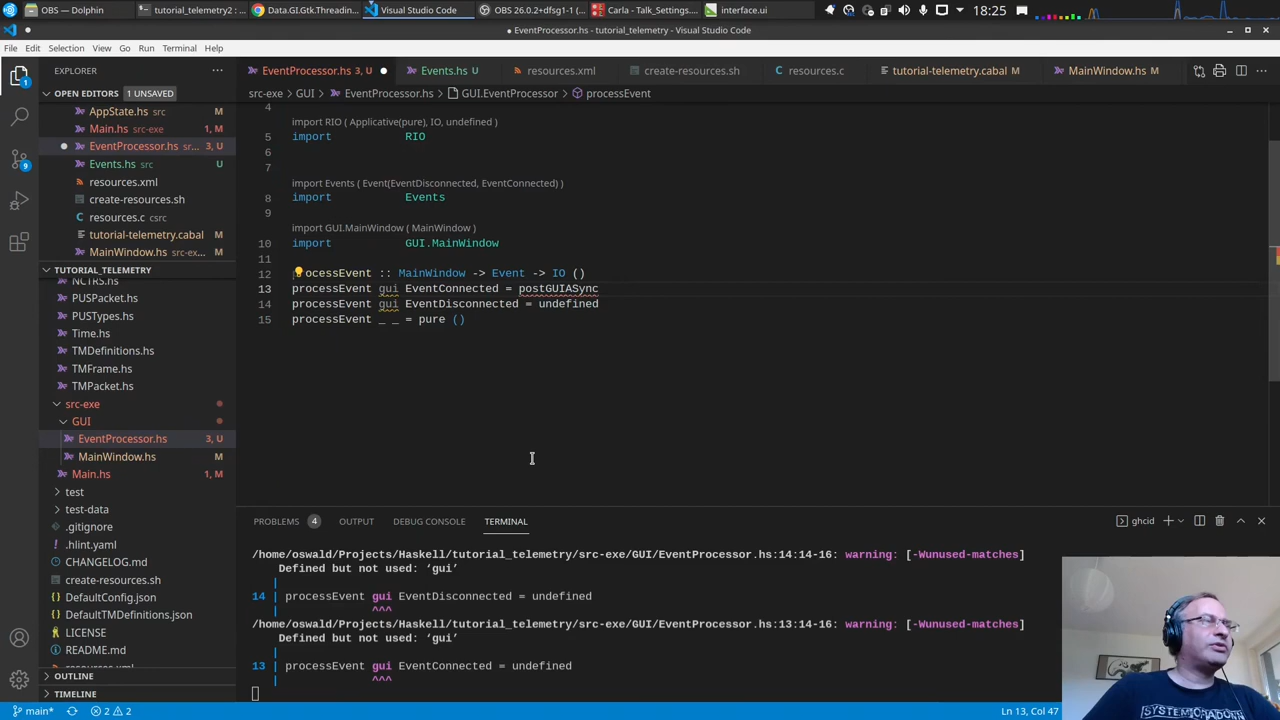 OBS — Dolphin
tutorial_telemetry2 : ...
Data.GI.Gtk.Threadin...
Visual Studio Code
OBS 26.0.2+dfsg1-1 (...
Carla - Talk_Settings....
interface.ui
18:25
● EventProcessor.hs - tutorial_telemetry - Visual Studio Code
File Edit Selection View Go Run Terminal Help
EXPLORER ...
EventProcessor.hs 3, U ●
Events.hs U
resources.xml
create-resources.sh
resources.c
tutorial-telemetry.cabal M
MainWindow.hs M
OPEN EDITORS 1 UNSAVED
AppState.hs src
Main.hs src-exe 1, M
EventProcessor.hs sr... 3, U
Events.hs src U
resources.xml
create-resources.sh
resources.c csrc
tutorial-telemetry.cabal M
MainWindow.hs src-ex... M
TUTORIAL_TELEMETRY
NCTRS.hs
PUSPacket.hs
PUSTypes.hs
Time.hs
TMDefinitions.hs
TMFrame.hs
TMPacket.hs
src-exe
GUI
EventProcessor.hs 3, U
MainWindow.hs M
Main.hs 1, M
test
test-data
.gitignore
.hlint.yaml
CHANGELOG.md
create-resources.sh
DefaultConfig.json
DefaultTMDefinitions.json
LICENSE
README.md
OUTLINE
TIMELINE
src-exe > GUI > EventProcessor.hs > GUI.EventProcessor > processEvent
4
import RIO ( Applicative(pure), IO, undefined )
5 import RIO
6
7
import Events ( Event(EventDisconnected, EventConnected) )
8 import Events
9
import GUI.MainWindow ( MainWindow )
10 import GUI.MainWindow
11
12 processEvent :: MainWindow -> Event -> IO ()
13 processEvent gui EventConnected = postGUIASync
14 processEvent gui EventDisconnected = undefined
15 processEvent _ _ = pure ()
PROBLEMS 4 OUTPUT DEBUG CONSOLE TERMINAL
ghcid
/home/oswald/Projects/Haskell/tutorial_telemetry/src-exe/GUI/EventProcessor.hs:14:14-16: warning: [-Wunused-matches]
Defined but not used: ‘gui’
|
14 | processEvent gui EventDisconnected = undefined
| ^^^
/home/oswald/Projects/Haskell/tutorial_telemetry/src-exe/GUI/EventProcessor.hs:13:14-16: warning: [-Wunused-matches]
Defined but not used: ‘gui’
|
13 | processEvent gui EventConnected = undefined
| ^^^
main* 2 2
Ln 13, Col 47